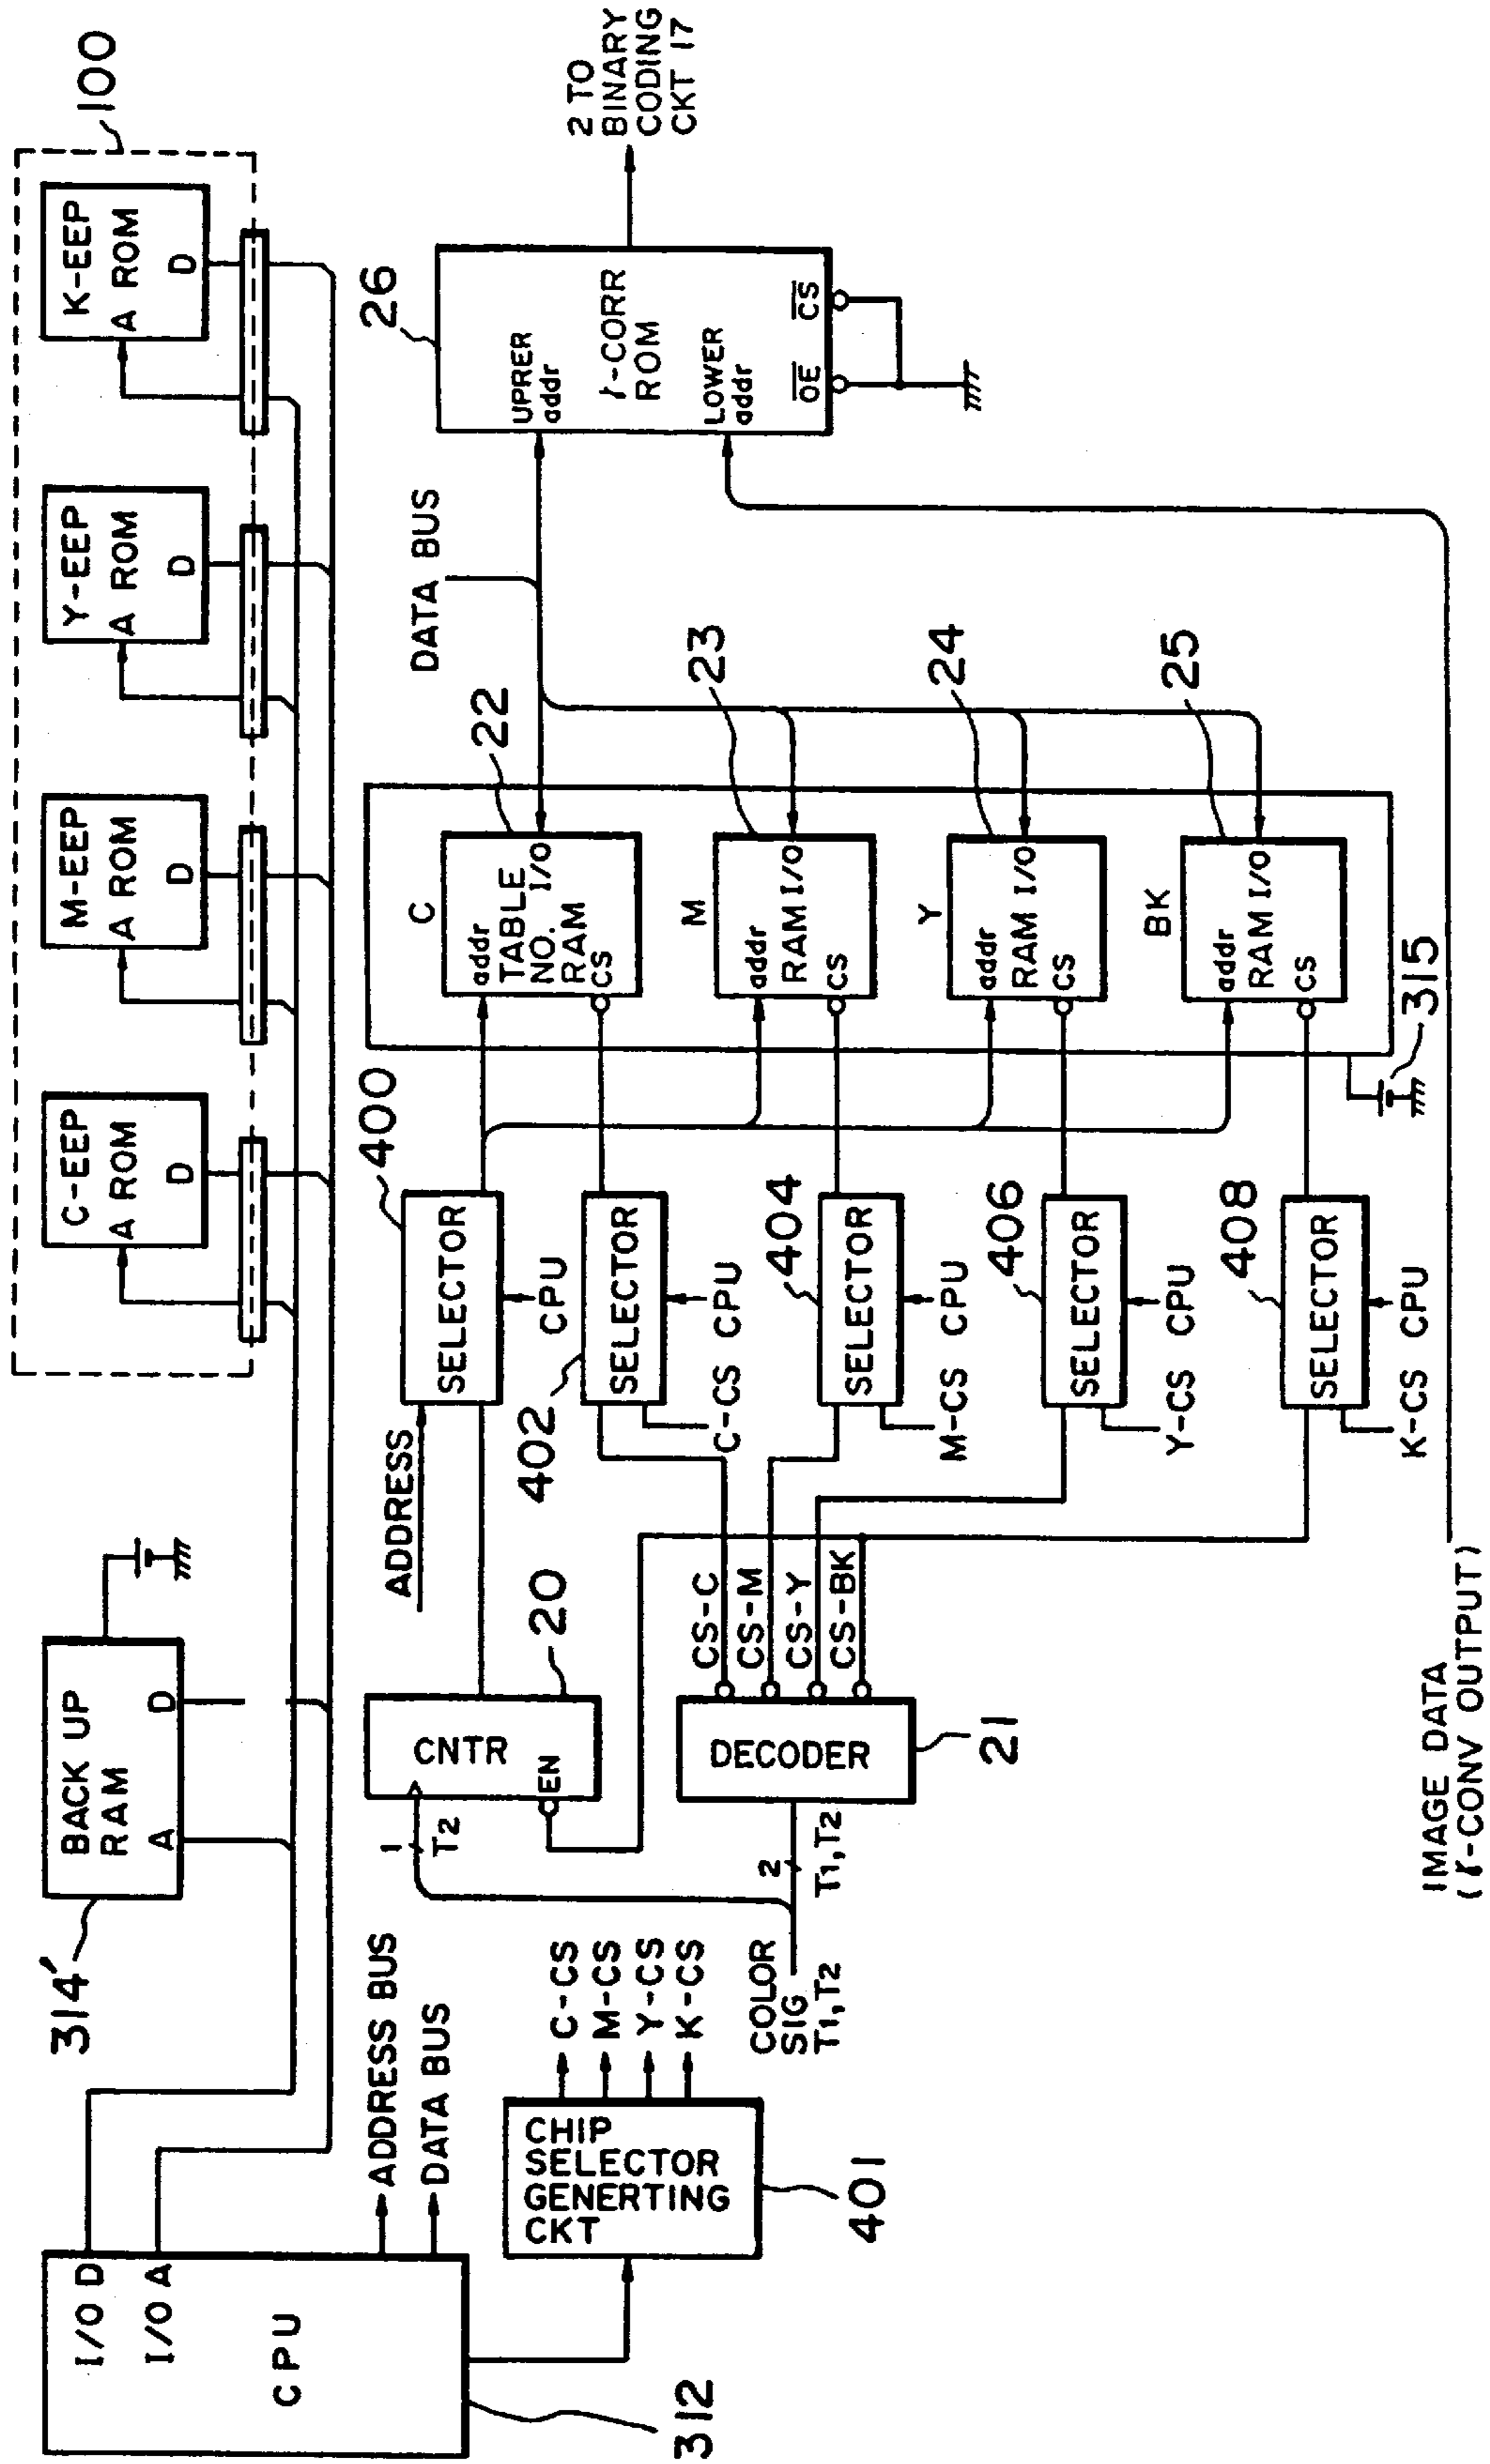 I/O D
I/O A
CPU
312
314'
BACK UP
RAM
A
D
ADDRESS BUS
DATA BUS
CHIP
SELECTOR
GENERTING
CKT
401
C-CS
M-CS
Y-CS
K-CS
C-EEP
A ROM
D
M-EEP
A ROM
D
Y-EEP
A ROM
D
K-EEP
A ROM
D
100
COLOR
SIG
T1,T2
1
T2
2
T1,T2
CNTR
EN
20
DECODER
21
CS-C
CS-M
CS-Y
CS-BK
ADDRESS
SELECTOR
400
CPU
402
SELECTOR
C-CS CPU
404
SELECTOR
M-CS CPU
406
SELECTOR
Y-CS CPU
408
SELECTOR
K-CS CPU
C
22
addr
TABLE
NO. I/O
RAM
CS
M
23
addr
RAM I/O
CS
Y
24
addr
RAM I/O
CS
BK
25
addr
RAM I/O
CS
315
DATA BUS
26
UPRER
addr
γ-CORR
ROM
LOWER
addr
OE CS
2 TO
BINARY
CODING
CKT 17
IMAGE DATA
(γ-CONV OUTPUT)